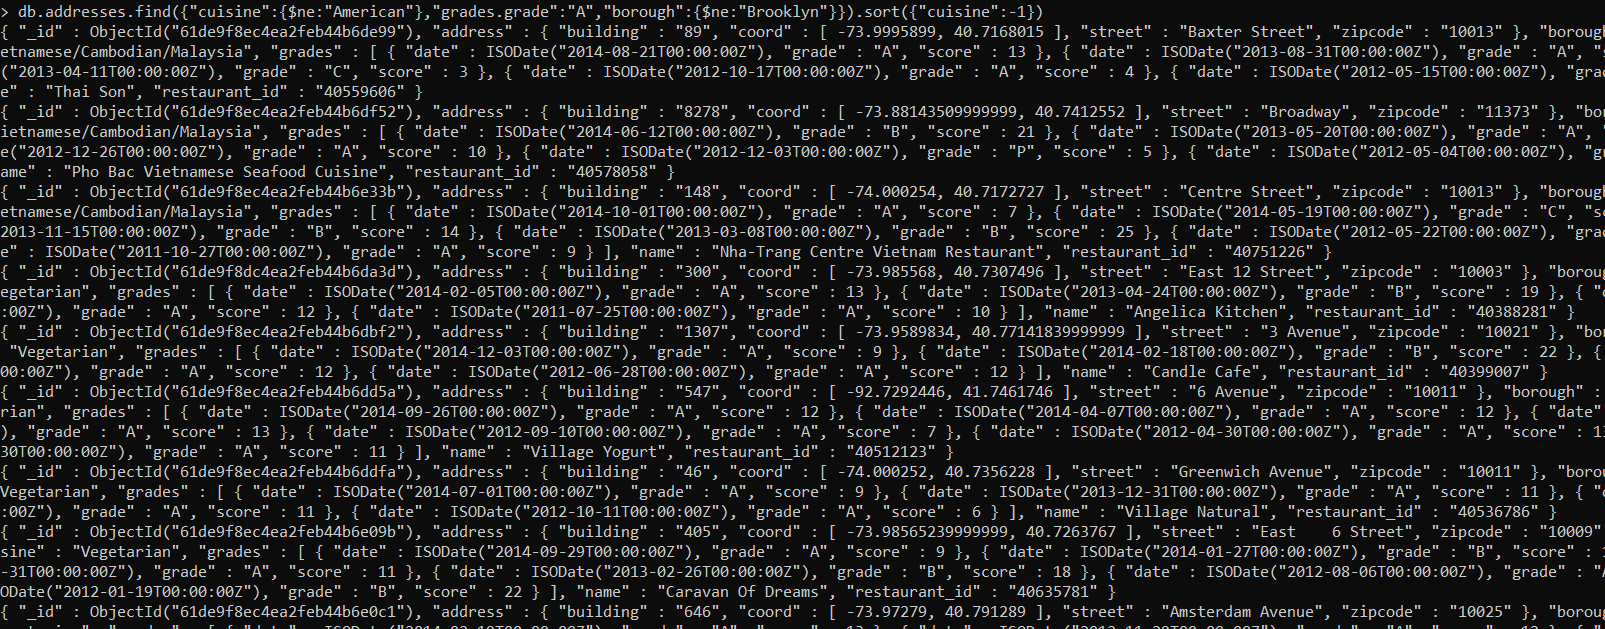 > db.addresses.find({"cuisine":{$ne:"American"},"grades.grade":"A","borough":{$ne:"Brooklyn"}}).sort({"cuisine":-1})
{ "_id" : ObjectId("61de9f8ec4ea2feb44b6de99"), "address" : { "building" : "89", "coord" : [ -73.9995899, 40.7168015 ], "street" : "Baxter Street", "zipcode" : "10013" }, "boroug
etnamese/Cambodian/Malaysia", "grades" : [ { "date" : ISODate("2014-08-21T00:00:00Z"), "grade" : "A", "score" : 13 }, { "date" : ISODate("2013-08-31T00:00:00Z"), "grade" : "A", "s
("2013-04-11T00:00:00Z"), "grade" : "C", "score" : 3 }, { "date" : ISODate("2012-10-17T00:00:00Z"), "grade" : "A", "score" : 4 }, { "date" : ISODate("2012-05-15T00:00:00Z"), "grad
e" : "Thai Son", "restaurant_id" : "40559606" }
{ "_id" : ObjectId("61de9f8ec4ea2feb44b6df52"), "address" : { "building" : "8278", "coord" : [ -73.88143509999999, 40.7412552 ], "street" : "Broadway", "zipcode" : "11373" }, "bor
ietnamese/Cambodian/Malaysia", "grades" : [ { "date" : ISODate("2014-06-12T00:00:00Z"), "grade" : "B", "score" : 21 }, { "date" : ISODate("2013-05-20T00:00:00Z"), "grade" : "A",
e("2012-12-26T00:00:00Z"), "grade" : "A", "score" : 10 }, { "date" : ISODate("2012-12-03T00:00:00Z"), "grade" : "P", "score" : 5 }, { "date" : ISODate("2012-05-04T00:00:00Z"), "gr
ame" : "Pho Bac Vietnamese Seafood Cuisine", "restaurant_id" : "40578058" }
{ "_id" : ObjectId("61de9f8ec4ea2feb44b6e33b"), "address" : { "building" : "148", "coord" : [ -74.000254, 40.7172727 ], "street" : "Centre Street", "zipcode" : "10013" }, "borough
etnamese/Cambodian/Malaysia", "grades" : [ { "date" : ISODate("2014-10-01T00:00:00Z"), "grade" : "A", "score" : 7 }, { "date" : ISODate("2014-05-19T00:00:00Z"), "grade" : "C", "sc
2013-11-15T00:00:00Z"), "grade" : "B", "score" : 14 }, { "date" : ISODate("2013-03-08T00:00:00Z"), "grade" : "B", "score" : 25 }, { "date" : ISODate("2012-05-22T00:00:00Z"), "grad
e" : ISODate("2011-10-27T00:00:00Z"), "grade" : "A", "score" : 9 } ], "name" : "Nha-Trang Centre Vietnam Restaurant", "restaurant_id" : "40751226" }
{ "_id" : ObjectId("61de9f8dc4ea2feb44b6da3d"), "address" : { "building" : "300", "coord" : [ -73.985568, 40.7307496 ], "street" : "East 12 Street", "zipcode" : "10003" }, "boroug
egetarian", "grades" : [ { "date" : ISODate("2014-02-05T00:00:00Z"), "grade" : "A", "score" : 13 }, { "date" : ISODate("2013-04-24T00:00:00Z"), "grade" : "B", "score" : 19 }, { "d
:00Z"), "grade" : "A", "score" : 12 }, { "date" : ISODate("2011-07-25T00:00:00Z"), "grade" : "A", "score" : 10 } ], "name" : "Angelica Kitchen", "restaurant_id" : "40388281" }
{ "_id" : ObjectId("61de9f8ec4ea2feb44b6dbf2"), "address" : { "building" : "1307", "coord" : [ -73.9589834, 40.77141839999999 ], "street" : "3 Avenue", "zipcode" : "10021" }, "bor
"Vegetarian", "grades" : [ { "date" : ISODate("2014-12-03T00:00:00Z"), "grade" : "A", "score" : 9 }, { "date" : ISODate("2014-02-18T00:00:00Z"), "grade" : "B", "score" : 22 }, {
00:00Z"), "grade" : "A", "score" : 12 }, { "date" : ISODate("2012-06-28T00:00:00Z"), "grade" : "A", "score" : 12 } ], "name" : "Candle Cafe", "restaurant_id" : "40399007" }
{ "_id" : ObjectId("61de9f8ec4ea2feb44b6dd5a"), "address" : { "building" : "547", "coord" : [ -92.7292446, 41.7461746 ], "street" : "6 Avenue", "zipcode" : "10011" }, "borough" :
rian", "grades" : [ { "date" : ISODate("2014-09-26T00:00:00Z"), "grade" : "A", "score" : 12 }, { "date" : ISODate("2014-04-07T00:00:00Z"), "grade" : "A", "score" : 12 }, { "date"
), "grade" : "A", "score" : 13 }, { "date" : ISODate("2012-09-10T00:00:00Z"), "grade" : "A", "score" : 7 }, { "date" : ISODate("2012-04-30T00:00:00Z"), "grade" : "A", "score" : 13
30T00:00:00Z"), "grade" : "A", "score" : 11 } ], "name" : "Village Yogurt", "restaurant_id" : "40512123" }
{ "_id" : ObjectId("61de9f8ec4ea2feb44b6ddfa"), "address" : { "building" : "46", "coord" : [ -74.000252, 40.7356228 ], "street" : "Greenwich Avenue", "zipcode" : "10011" }, "borou
Vegetarian", "grades" : [ { "date" : ISODate("2014-07-01T00:00:00Z"), "grade" : "A", "score" : 9 }, { "date" : ISODate("2013-12-31T00:00:00Z"), "grade" : "A", "score" : 11 }, { "d
:00Z"), "grade" : "A", "score" : 11 }, { "date" : ISODate("2012-10-11T00:00:00Z"), "grade" : "A", "score" : 6 } ], "name" : "Village Natural", "restaurant_id" : "40536786" }
{ "_id" : ObjectId("61de9f8ec4ea2feb44b6e09b"), "address" : { "building" : "405", "coord" : [ -73.98565239999999, 40.7263767 ], "street" : "East    6 Street", "zipcode" : "10009"
sine" : "Vegetarian", "grades" : [ { "date" : ISODate("2014-09-29T00:00:00Z"), "grade" : "A", "score" : 9 }, { "date" : ISODate("2014-01-27T00:00:00Z"), "grade" : "B", "score" :
-31T00:00:00Z"), "grade" : "A", "score" : 11 }, { "date" : ISODate("2013-02-26T00:00:00Z"), "grade" : "B", "score" : 18 }, { "date" : ISODate("2012-08-06T00:00:00Z"), "grade" : "A
ODate("2012-01-19T00:00:00Z"), "grade" : "B", "score" : 22 } ], "name" : "Caravan Of Dreams", "restaurant_id" : "40635781" }
{ "_id" : ObjectId("61de9f8ec4ea2feb44b6e0c1"), "address" : { "building" : "646", "coord" : [ -73.97279, 40.791289 ], "street" : "Amsterdam Avenue", "zipcode" : "10025" }, "boroug